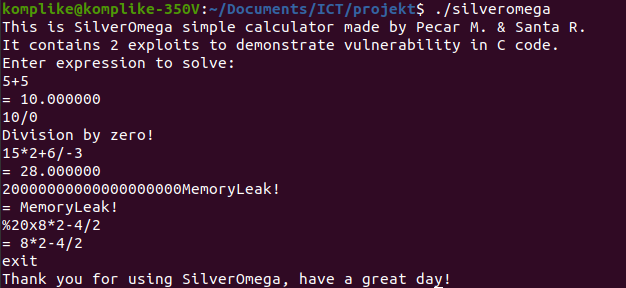 komplike@komplike-350V:~/Documents/ICT/projekt$ ./silveromega
This is SilverOmega simple calculator made by Pecar M. & Santa R.
It contains 2 exploits to demonstrate vulnerability in C code.
Enter expression to solve:
5+5
= 10.000000
10/0
Division by zero!
15*2+6/-3
= 28.000000
20000000000000000000MemoryLeak!
= MemoryLeak!
%20x8*2-4/2
= 8*2-4/2
exit
Thank you for using SilverOmega, have a great day!